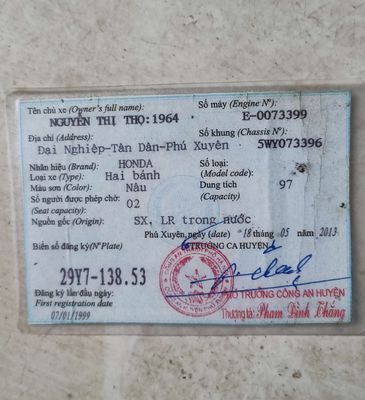 Tên chủ xe (Owner's full name): Số máy (Engine Nº):
NGUYỄN THỊ THỌ:1964 E-0073399
Địa chỉ (Address): Số khung (Chassis Nº):
Đại Nghiệp-Tân Dân-Phú Xuyên 5WY073396
Nhãn hiệu (Brand): HONDA Số loại:
Loại xe (Type): Hai bánh (Model code):
Màu sơn (Color): Nâu Dung tích 97
Số người được phép chở: 02 (Capacity)
(Seat capacity):
Nguồn gốc (Origin): SX, LR trong nước
Phú Xuyên, ngày (date) 18 tháng 05 năm 2013
Biển số đăng ký(Nº Plate) TRƯỞNG CA HUYỆN
29Y7-138.53
Đăng ký lần đầu ngày: PHÓ TRƯỞNG CÔNG AN HUYỆN
First registration date Thượng tá: Phạm Đình Thắng
07/01/1999